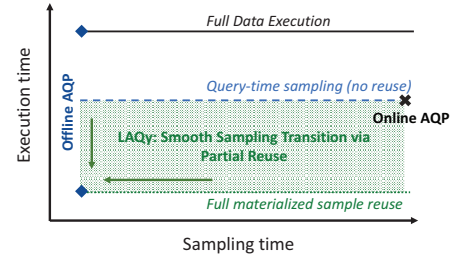 Full Data Execution
Execution time
Offline AQP
Query-time sampling (no reuse)
Online AQP
LAQy: Smooth Sampling Transition via
Partial Reuse
Full materialized sample reuse
Sampling time